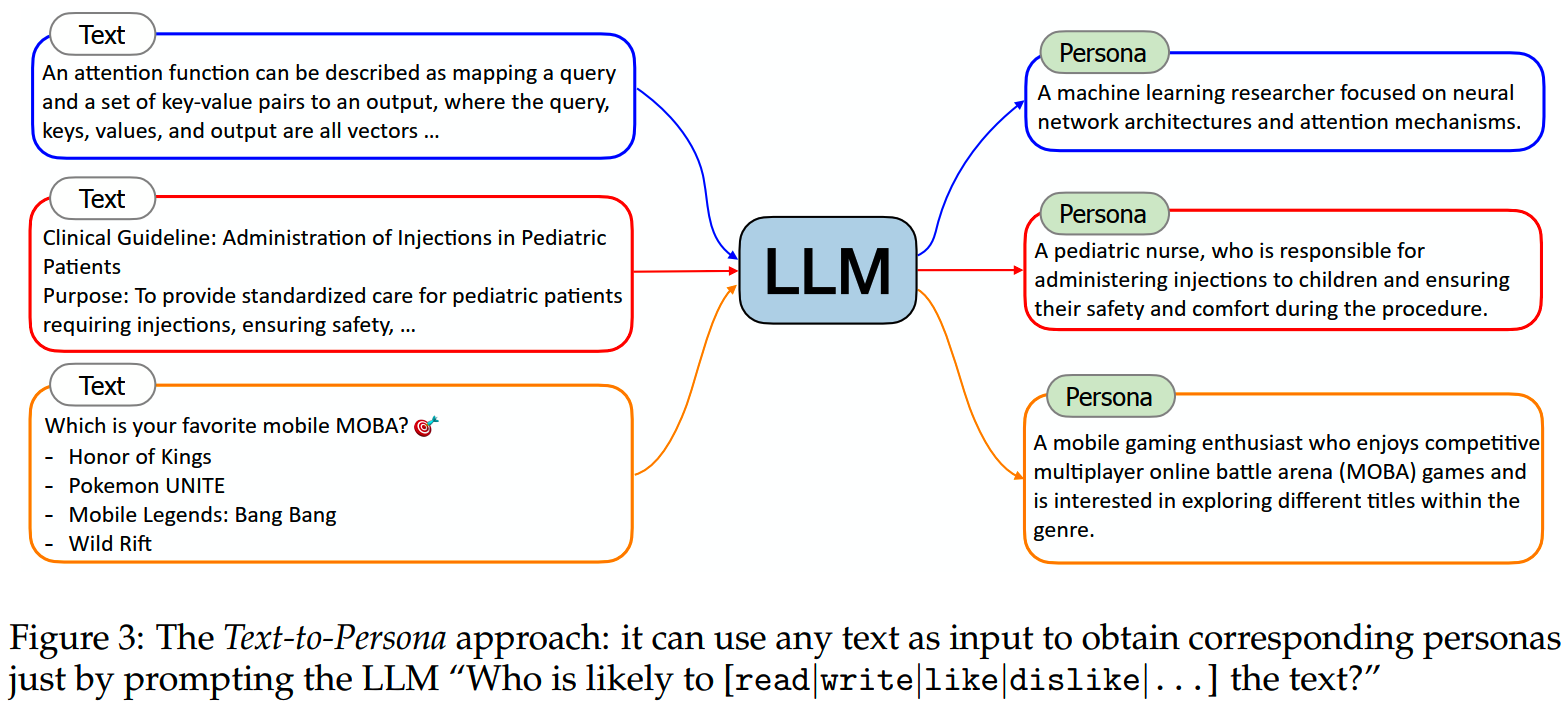 Text
An attention function can be described as mapping a query
and a set of key-value pairs to an output, where the query,
keys, values, and output are all vectors ...
Text
Clinical Guideline: Administration of Injections in Pediatric
Patients
Purpose: To provide standardized care for pediatric patients
requiring injections, ensuring safety, ...
Text
Which is your favorite mobile MOBA? 🎯
- Honor of Kings
- Pokemon UNITE
- Mobile Legends: Bang Bang
- Wild Rift
LLM
Persona
A machine learning researcher focused on neural
network architectures and attention mechanisms.
Persona
A pediatric nurse, who is responsible for
administering injections to children and ensuring
their safety and comfort during the procedure.
Persona
A mobile gaming enthusiast who enjoys competitive
multiplayer online battle arena (MOBA) games and
is interested in exploring different titles within the
genre.
Figure 3: The Text-to-Persona approach: it can use any text as input to obtain corresponding personas
just by prompting the LLM “Who is likely to [read|write|like|dislike|...] the text?”